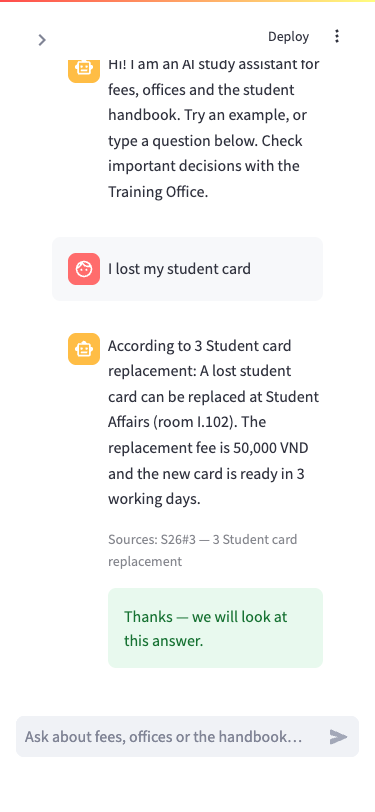 Deploy
Hi! I am an AI study assistant for
fees, offices and the student
handbook. Try an example, or
type a question below. Check
important decisions with the
Training Office.
I lost my student card
According to 3 Student card
replacement: A lost student
card can be replaced at Student
Affairs (room I.102). The
replacement fee is 50,000 VND
and the new card is ready in 3
working days.
Sources: S26#3 — 3 Student card
replacement
Thanks — we will look at
this answer.
Ask about fees, offices or the handbook…